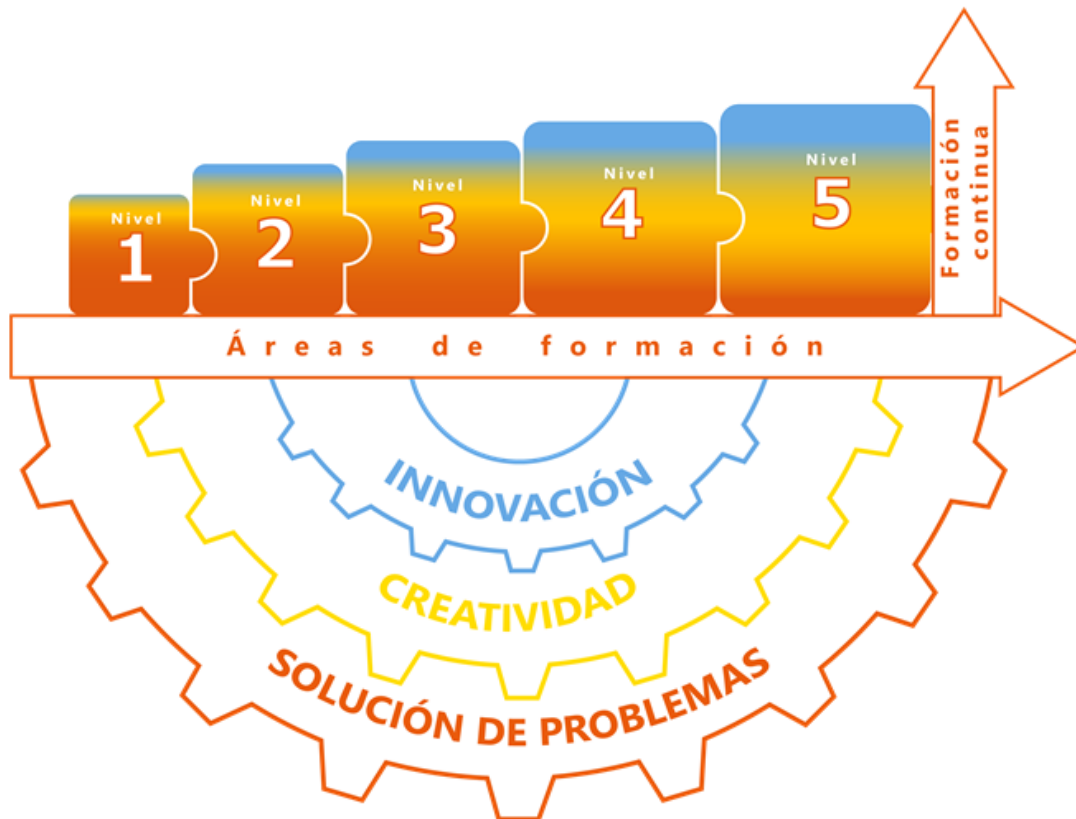 Nivel
1
Nivel
2
Nivel
3
Nivel
4
Nivel
5
Formación
continua
Áreas de formación
INNOVACIÓN
CREATIVIDAD
SOLUCIÓN DE PROBLEMAS